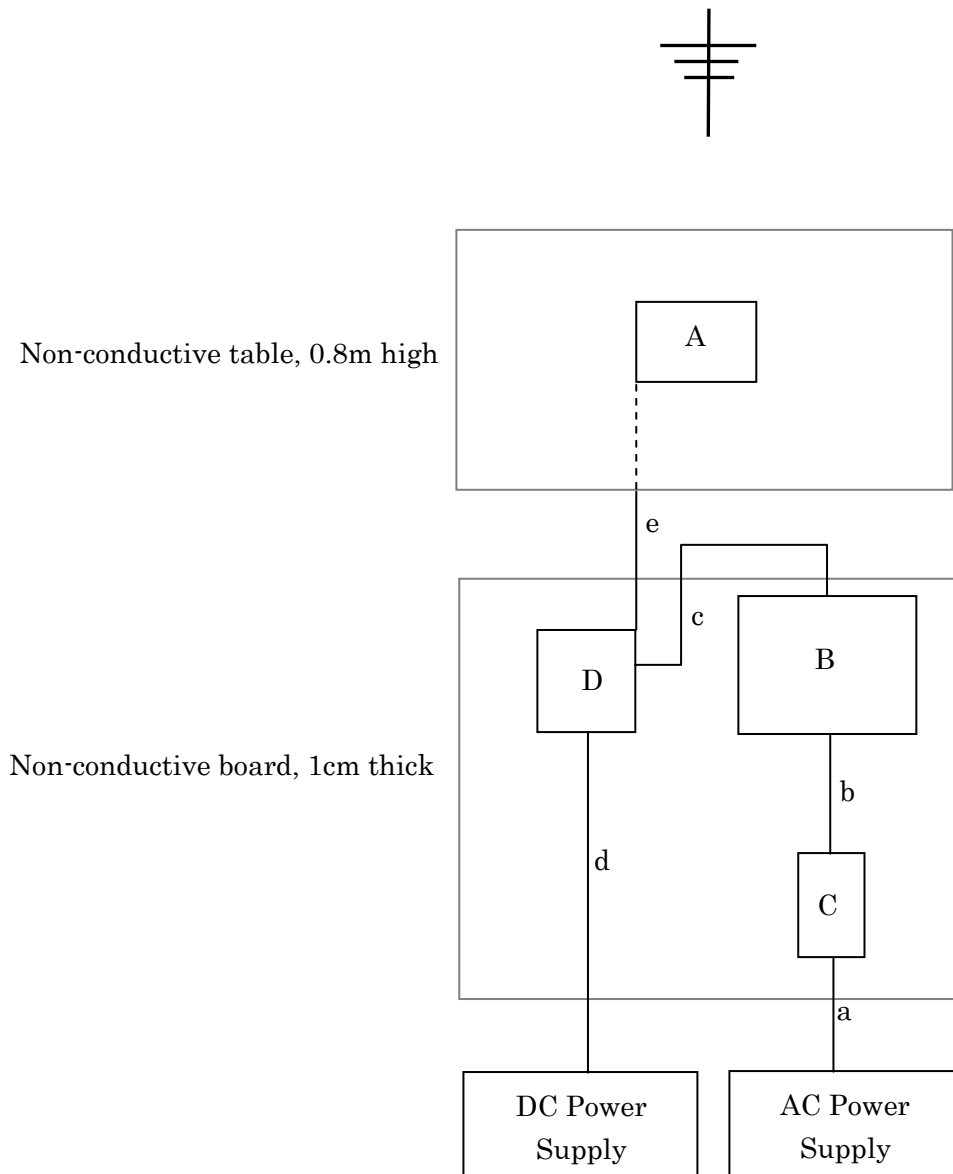 Non-conductive table, 0.8m high
A
e
c
D
B
Non-conductive board, 1cm thick
b
d
C
a
DC Power
Supply
AC Power
Supply